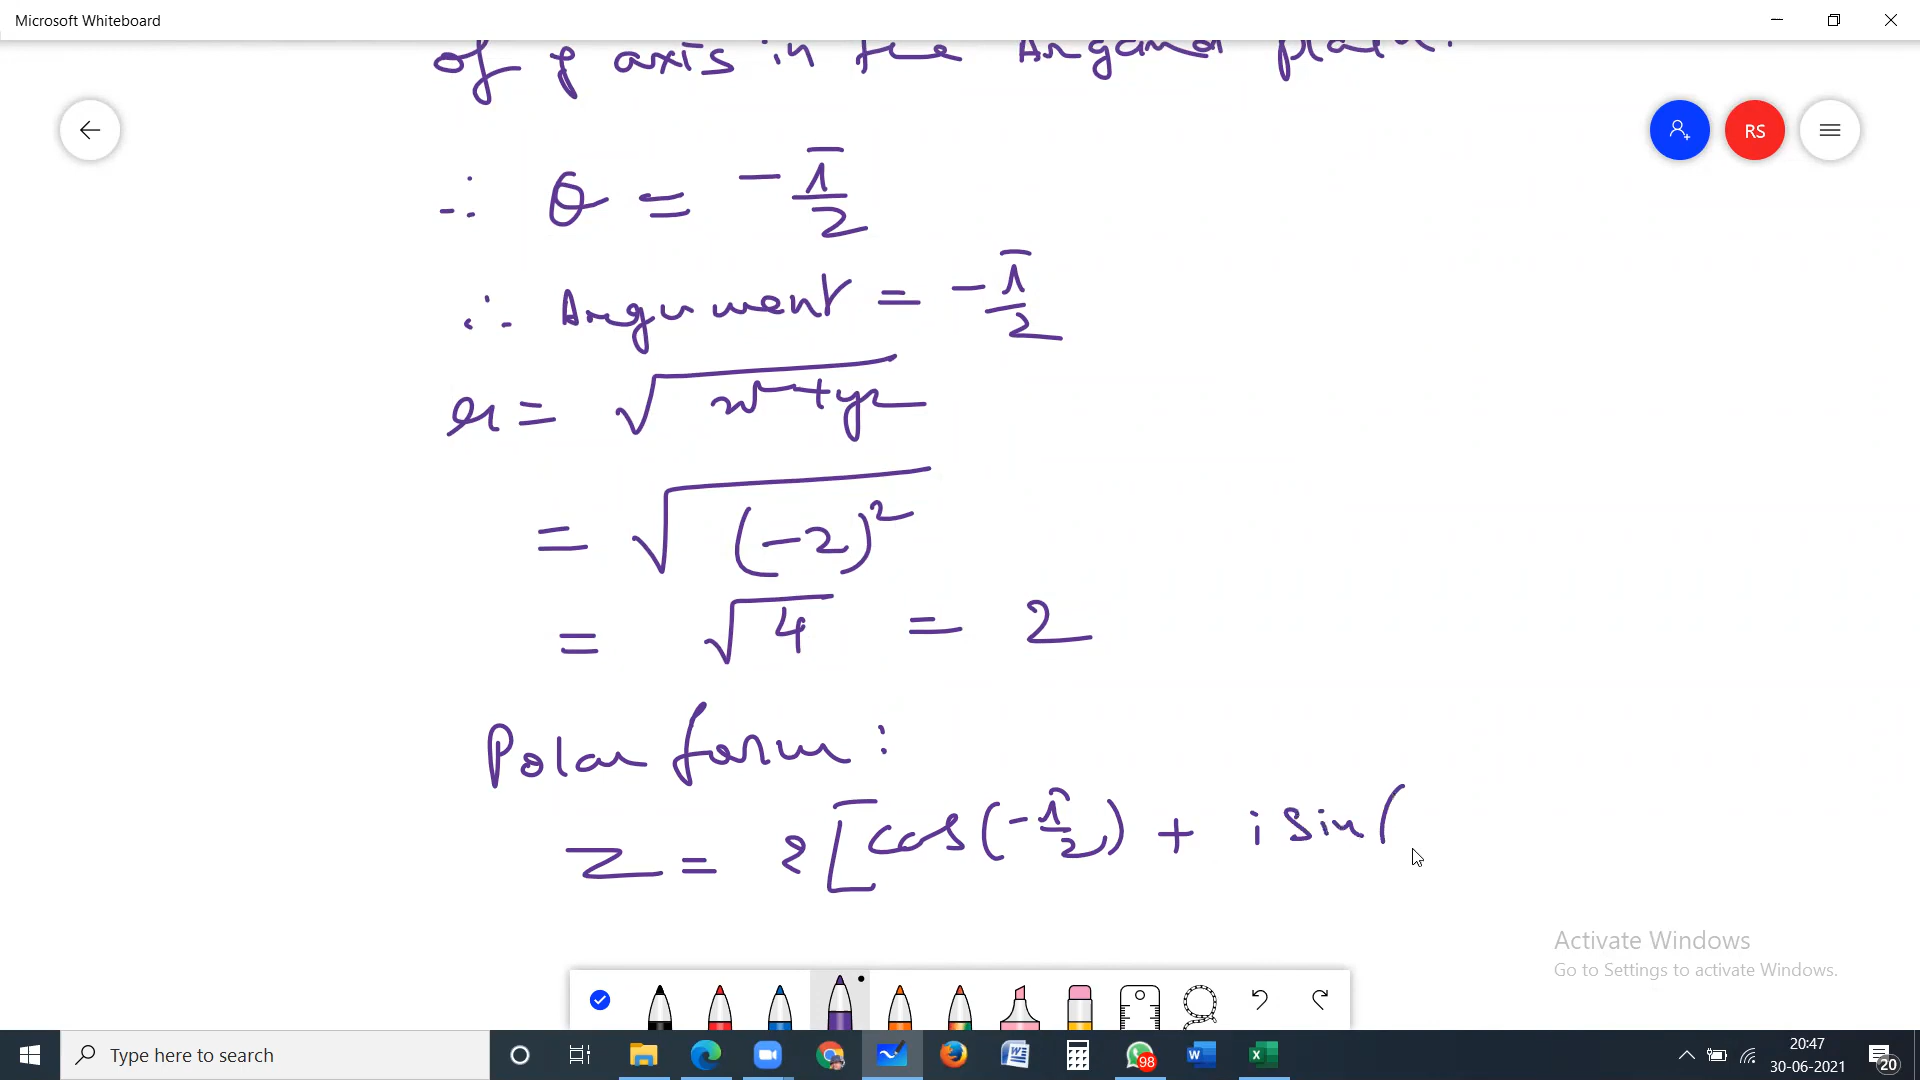 Microsoft Whiteboard
of y axis in the Argand plain.
RS
∴ θ = -π/2
∴ Argument = -π/2
r = √x²+y²
= √(-2)²
= √4 = 2
Polar form :
Z = 2[cos(-π/2) + i sin(
Activate Windows
Go to Settings to activate Windows.
Type here to search
98
20:47
30-06-2021
20